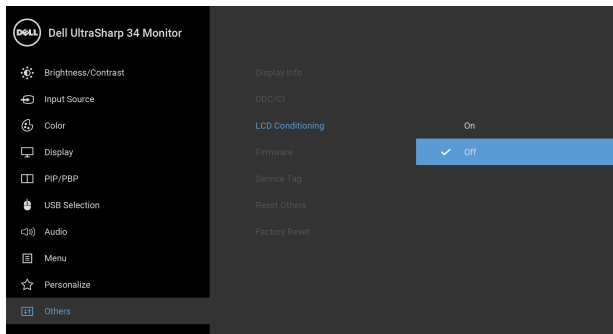 DELL
Dell UltraSharp 34 Monitor
Brightness/Contrast
Input Source
Color
Display
PIP/PBP
USB Selection
Audio
Menu
Personalize
Others
Display Info
DDC/CI
LCD Conditioning
Firmware
Service Tag
Reset Others
Factory Reset
On
Off